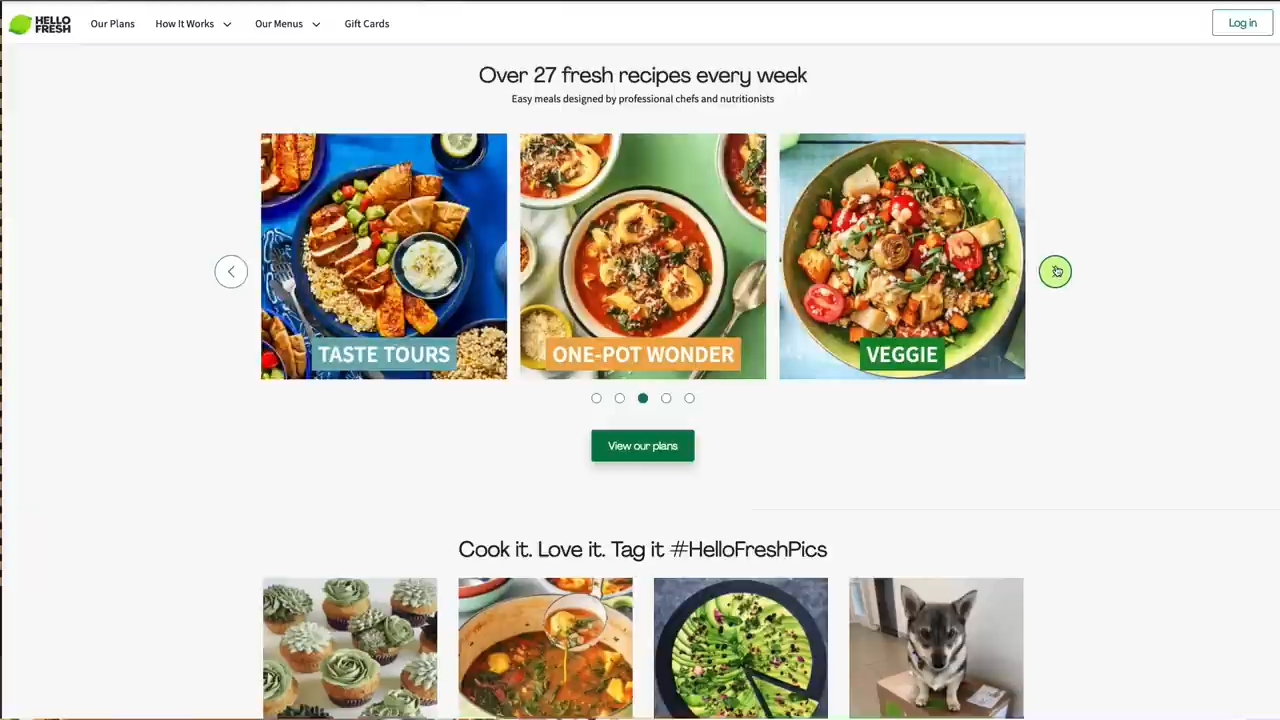 HELLO
FRESH
Our Plans
How It Works
Our Menus
Gift Cards
Log in
Over 27 fresh recipes every week
Easy meals designed by professional chefs and nutritionists
TASTE TOURS
ONE-POT WONDER
VEGGIE
View our plans
Cook it. Love it. Tag it #HelloFreshPics